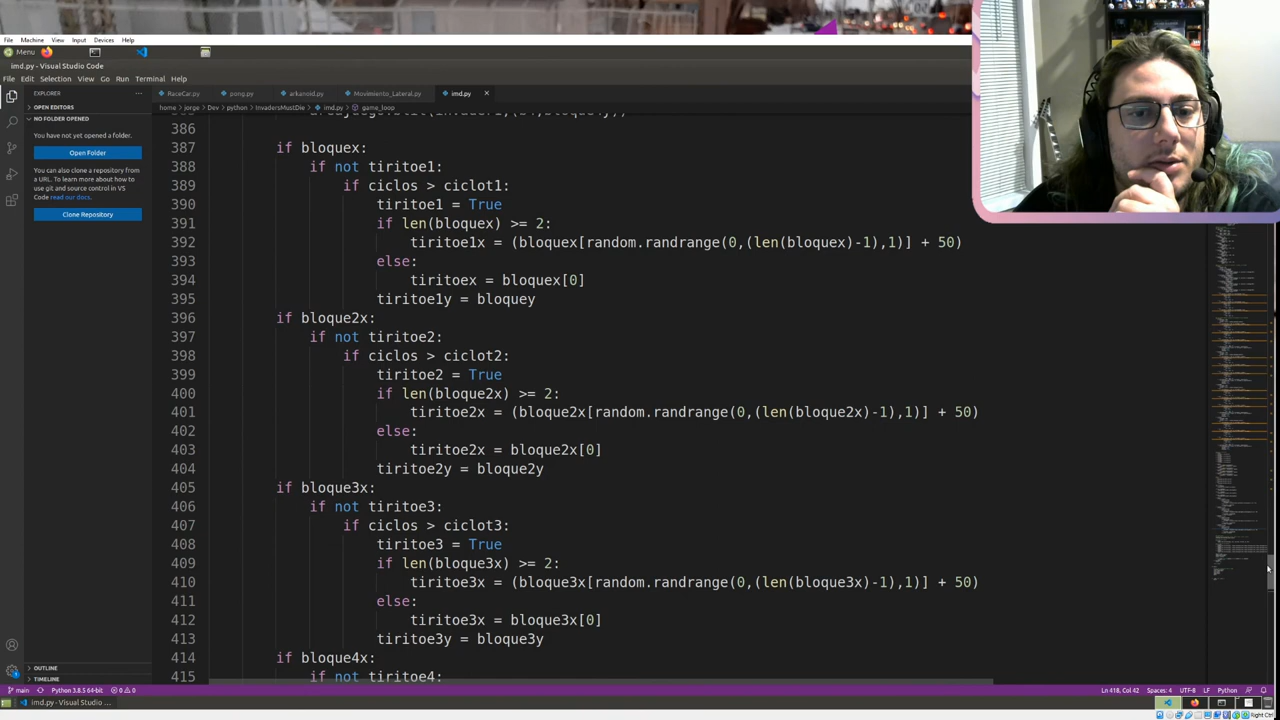 File Machine View Input Devices Help
Menu
imd.py - Visual Studio Code
File Edit Selection View Go Run Terminal Help
EXPLORER ···
RaceCar.py pong.py arkanoid.py Movimiento_Lateral.py imd.py
OPEN EDITORS
home > jorge > Dev > python > InvadersMustDie > imd.py > game_loop
NO FOLDER OPENED
You have not yet opened a folder.
Open Folder
You can also clone a repository
from a URL. To learn more about how
to use git and source control in VS
Code read our docs.
Clone Repository
386
387 if bloquex:
388 if not tiritoe1:
389 if ciclos > ciclot1:
390 tiritoe1 = True
391 if len(bloquex) >= 2:
392 tiritoe1x = (bloquex[random.randrange(0,(len(bloquex)-1),1)] + 50)
393 else:
394 tiritoex = bloquex[0]
395 tiritoe1y = bloquey
396 if bloque2x:
397 if not tiritoe2:
398 if ciclos > ciclot2:
399 tiritoe2 = True
400 if len(bloque2x) >= 2:
401 tiritoe2x = (bloque2x[random.randrange(0,(len(bloque2x)-1),1)] + 50)
402 else:
403 tiritoe2x = bloque2x[0]
404 tiritoe2y = bloque2y
405 if bloque3x:
406 if not tiritoe3:
407 if ciclos > ciclot3:
408 tiritoe3 = True
409 if len(bloque3x) >= 2:
410 tiritoe3x = (bloque3x[random.randrange(0,(len(bloque3x)-1),1)] + 50)
411 else:
412 tiritoe3x = bloque3x[0]
413 tiritoe3y = bloque3y
414 if bloque4x:
415 if not tiritoe4:
OUTLINE
TIMELINE
main Python 3.8.5 64-bit 0 0 Ln 418, Col 42 Spaces: 4 UTF-8 LF Python
imd.py - Visual Studio ...
Right Ctrl